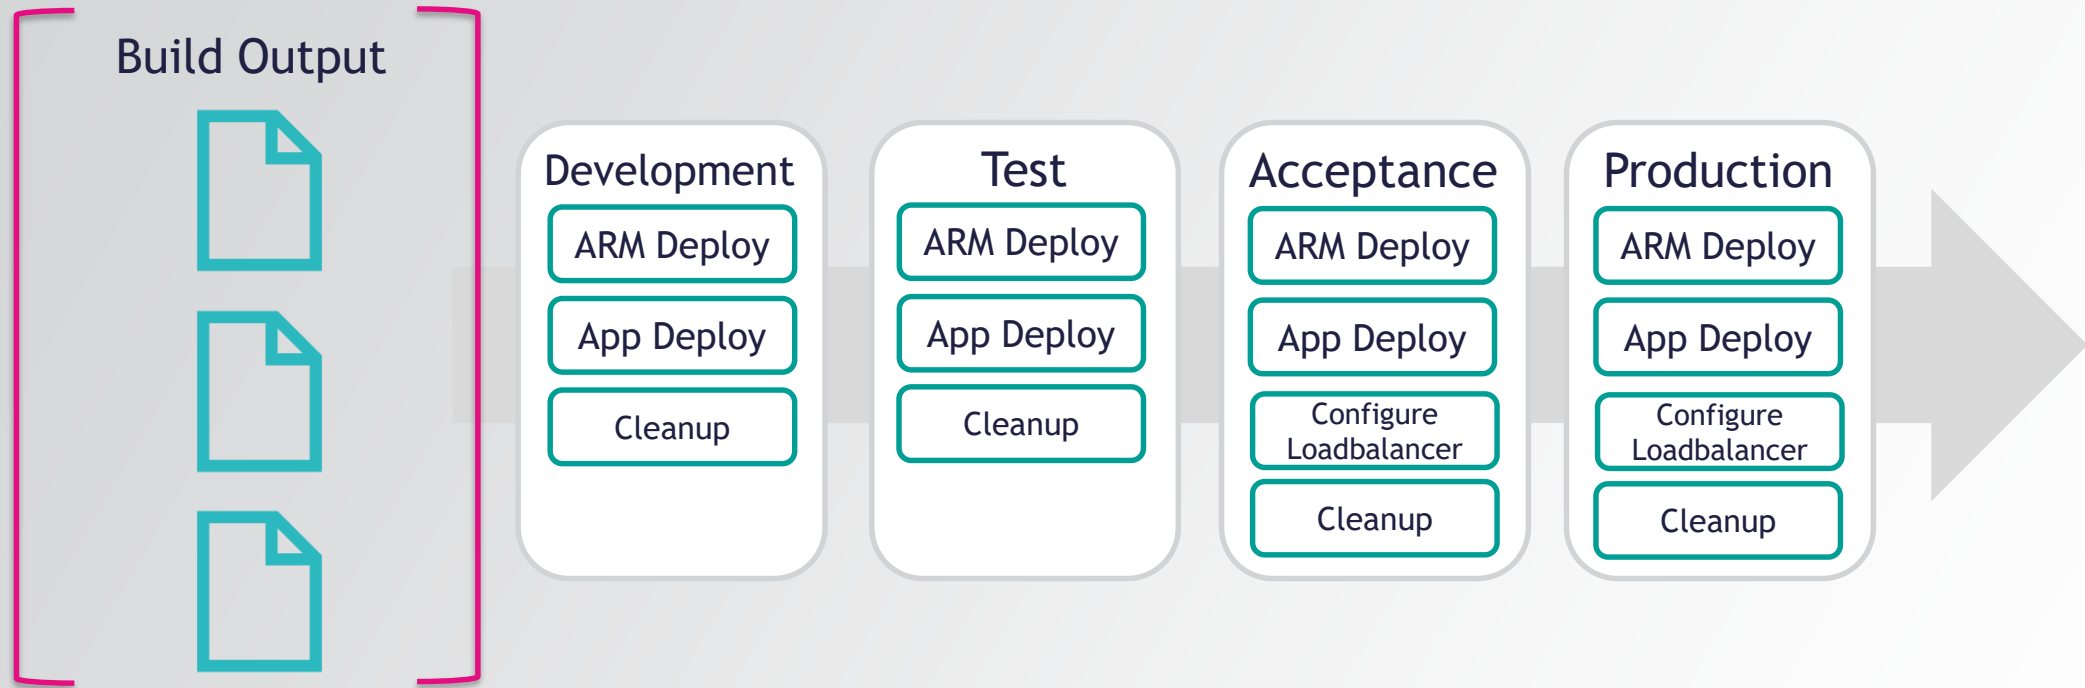 Build Output
Development
ARM Deploy
App Deploy
Cleanup
Test
ARM Deploy
App Deploy
Cleanup
Acceptance
ARM Deploy
App Deploy
Configure
Loadbalancer
Cleanup
Production
ARM Deploy
App Deploy
Configure
Loadbalancer
Cleanup